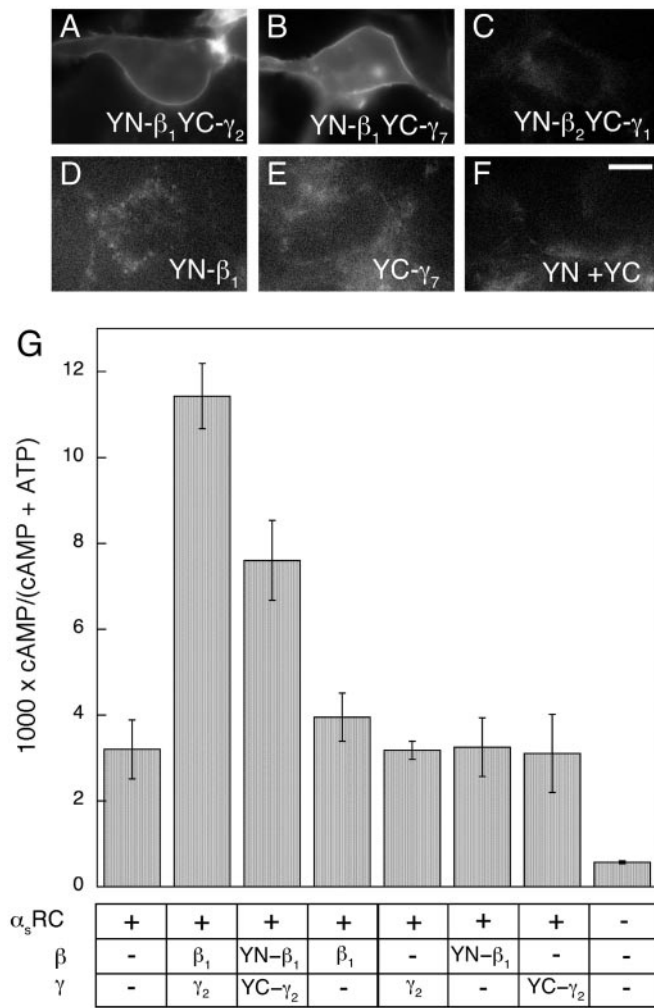 A
YN-β₁YC-γ₂
B
YN-β₁YC-γ₇
C
YN-β₂YC-γ₁
D
YN-β₁
E
YC-γ₇
F
YN +YC
G
1000 x cAMP/(cAMP + ATP)
12
10
8
6
4
2
0
αₛRC + + + + + + + -
β - β₁ YN-β₁ β₁ - YN-β₁ - -
γ - γ₂ YC-γ₂ - γ₂ - YC-γ₂ -